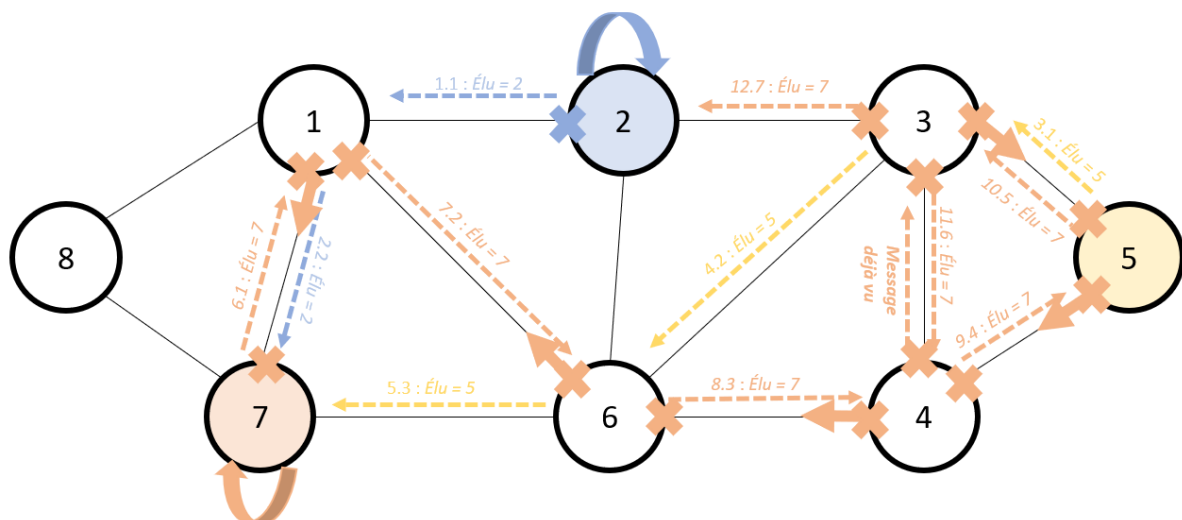 1.1 : Élu = 2
12.7 : Élu = 7
1
2
3
3.1 : Élu = 5
10.5 : Élu = 7
7.2 : Élu = 7
6.1 : Élu = 7
2.2 : Élu = 2
4.2 : Élu = 5
Message
déjà vu
11.6 : Élu = 7
8
5
9.4 : Élu = 7
5.3 : Élu = 5
8.3 : Élu = 7
7
6
4